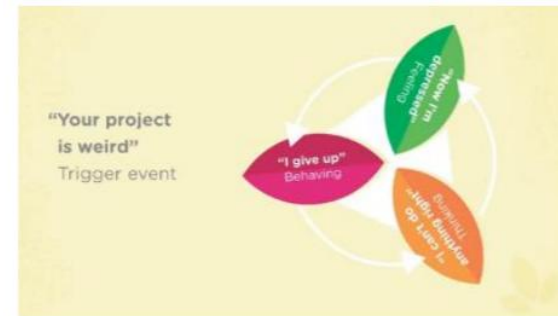 "Your project
is weird"
Trigger event
"I give up"
Behaving
"Now I'm
depressed"
Feeling
"I can't do
anything right"
Thinking